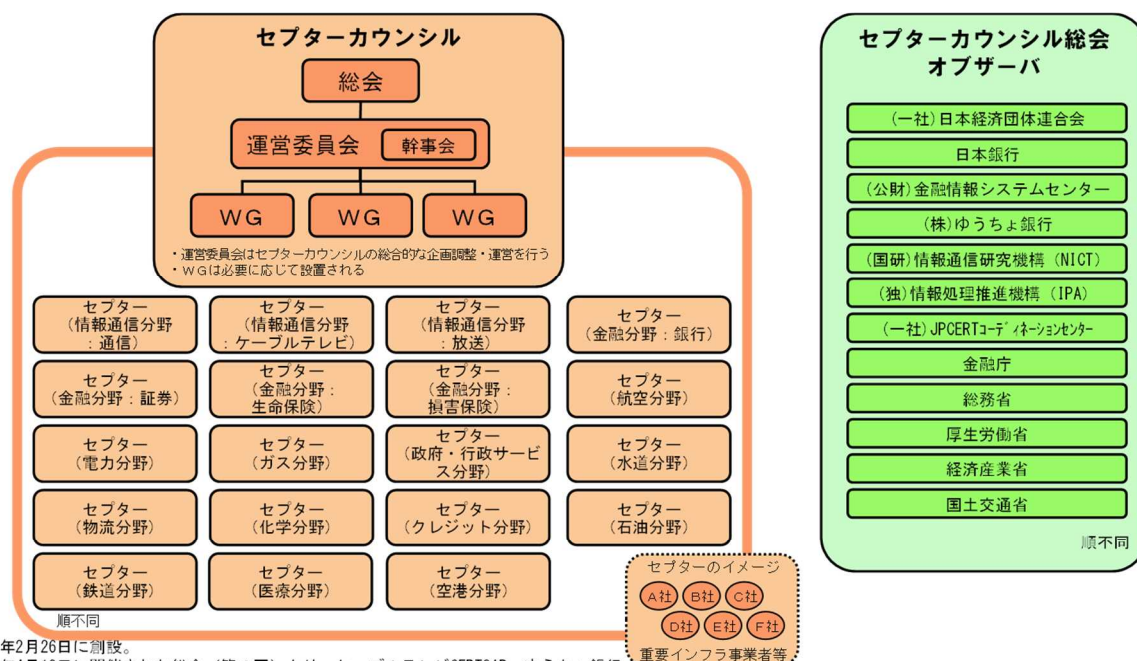 セプターカウンシル
総会
運営委員会
幹事会
WG
WG
WG
・運営委員会はセプターカウンシルの総合的な企画調整・運営を行う
・WGは必要に応じて設置される
セプター
(情報通信分野
:通信)
セプター
(情報通信分野
:ケーブルテレビ)
セプター
(情報通信分野
:放送)
セプター
(金融分野:銀行)
セプター
(金融分野:証券)
セプター
(金融分野:
生命保険)
セプター
(金融分野:
損害保険)
セプター
(航空分野)
セプター
(電力分野)
セプター
(ガス分野)
セプター
(政府・行政サービ
ス分野)
セプター
(水道分野)
セプター
(物流分野)
セプター
(化学分野)
セプター
(クレジット分野)
セプター
(石油分野)
セプター
(鉄道分野)
セプター
(医療分野)
セプター
(空港分野)
順不同
セプターのイメージ
A社
B社
C社
D社
E社
F社
重要インフラ事業者等
年2月26日に創設。
セプターカウンシル総会
オブザーバ
(一社)日本経済団体連合会
日本銀行
(公財)金融情報システムセンター
(株)ゆうちょ銀行
(国研)情報通信研究機構(NICT)
(独)情報処理推進機構(IPA)
(一社)JPCERTコーディネーションセンター
金融庁
総務省
厚生労働省
経済産業省
国土交通省
順不同